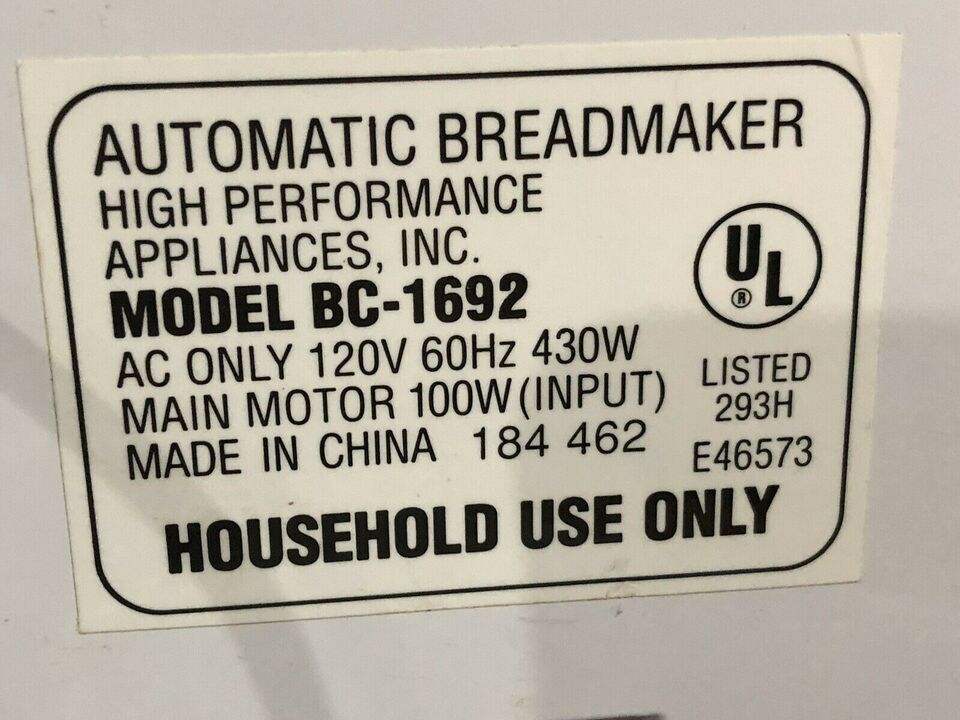 AUTOMATIC BREADMAKER
HIGH PERFORMANCE
APPLIANCES, INC.
MODEL BC-1692
AC ONLY 120V 60Hz 430W
MAIN MOTOR 100W (INPUT)
MADE IN CHINA 184 462
UL
®
LISTED
293H
E46573
HOUSEHOLD USE ONLY